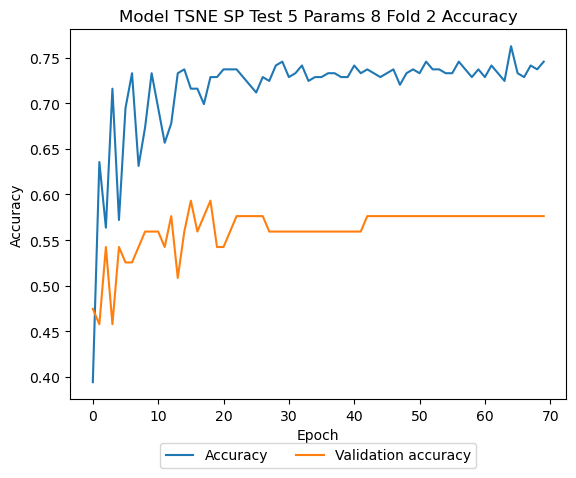 Model TSNE SP Test 5 Params 8 Fold 2 Accuracy
0.75
0.70
0.65
0.60
0.55
0.50
0.45
0.40
Accuracy
0 10 20 30 40 50 60 70
Epoch
Accuracy Validation accuracy